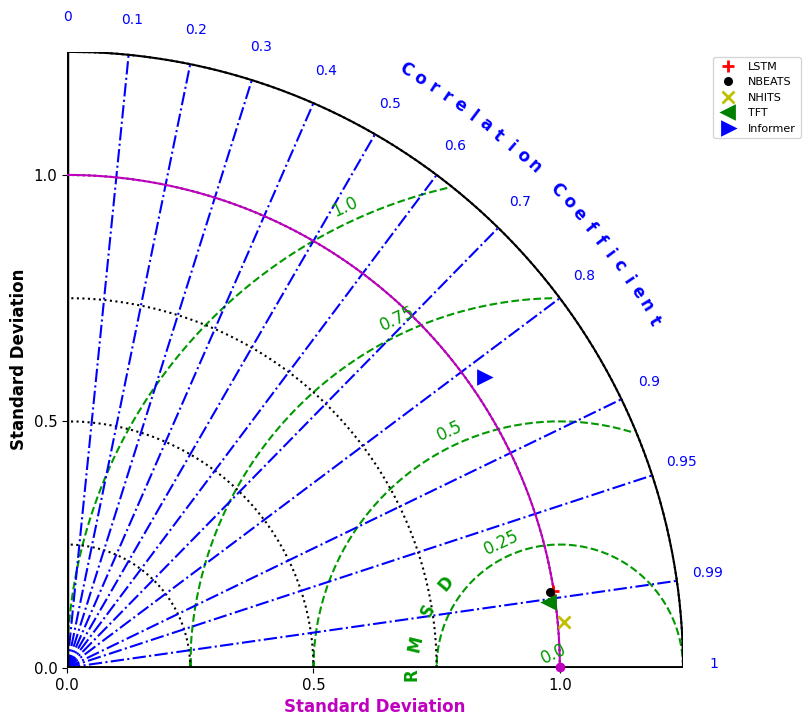 0
0.1
0.2
0.3
0.4
0.5
0.6
0.7
0.8
0.9
0.95
0.99
1
Correlation Coefficient
LSTM
NBEATS
NHITS
TFT
Informer
Standard Deviation
1.0
0.5
0.0
1.0
0.75
0.5
0.25
0.0
RMSD
0.0
0.5
1.0
Standard Deviation